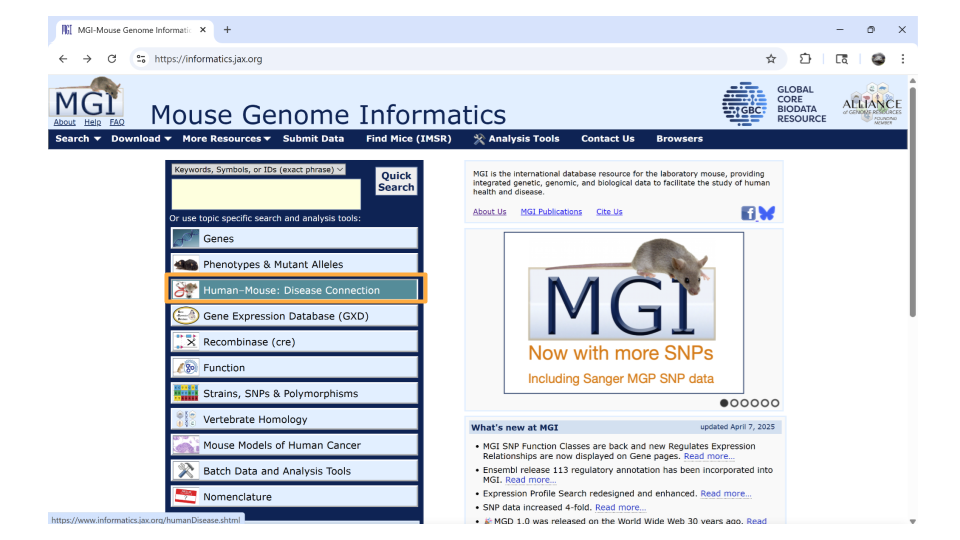 MGI MGI-Mouse Genome Informatic
https://informatics.jax.org
MGI
About Help FAQ
Mouse Genome Informatics
GBC
GLOBAL
CORE
BIODATA
RESOURCE
ALLIANCE
of GENOME RESOURCES
FOUNDING
MEMBER
Search Download More Resources Submit Data Find Mice (IMSR) Analysis Tools Contact Us Browsers
Keywords, Symbols, or IDs (exact phrase)
Quick
Search
Or use topic specific search and analysis tools:
Genes
Phenotypes & Mutant Alleles
Human–Mouse: Disease Connection
Gene Expression Database (GXD)
Recombinase (cre)
Function
Strains, SNPs & Polymorphisms
Vertebrate Homology
Mouse Models of Human Cancer
Batch Data and Analysis Tools
Nomenclature
https://www.informatics.jax.org/humanDisease.shtml
MGI is the international database resource for the laboratory mouse, providing
integrated genetic, genomic, and biological data to facilitate the study of human
health and disease.
About Us MGI Publications Cite Us
MGI
Now with more SNPs
Including Sanger MGP SNP data
What's new at MGI updated April 7, 2025
• MGI SNP Function Classes are back and new Regulates Expression
Relationships are now displayed on Gene pages. Read more...
• Ensembl release 113 regulatory annotation has been incorporated into
MGI. Read more...
• Expression Profile Search redesigned and enhanced. Read more...
• SNP data increased 4-fold. Read more...
• MGD 1.0 was released on the World Wide Web 30 years ago. Read